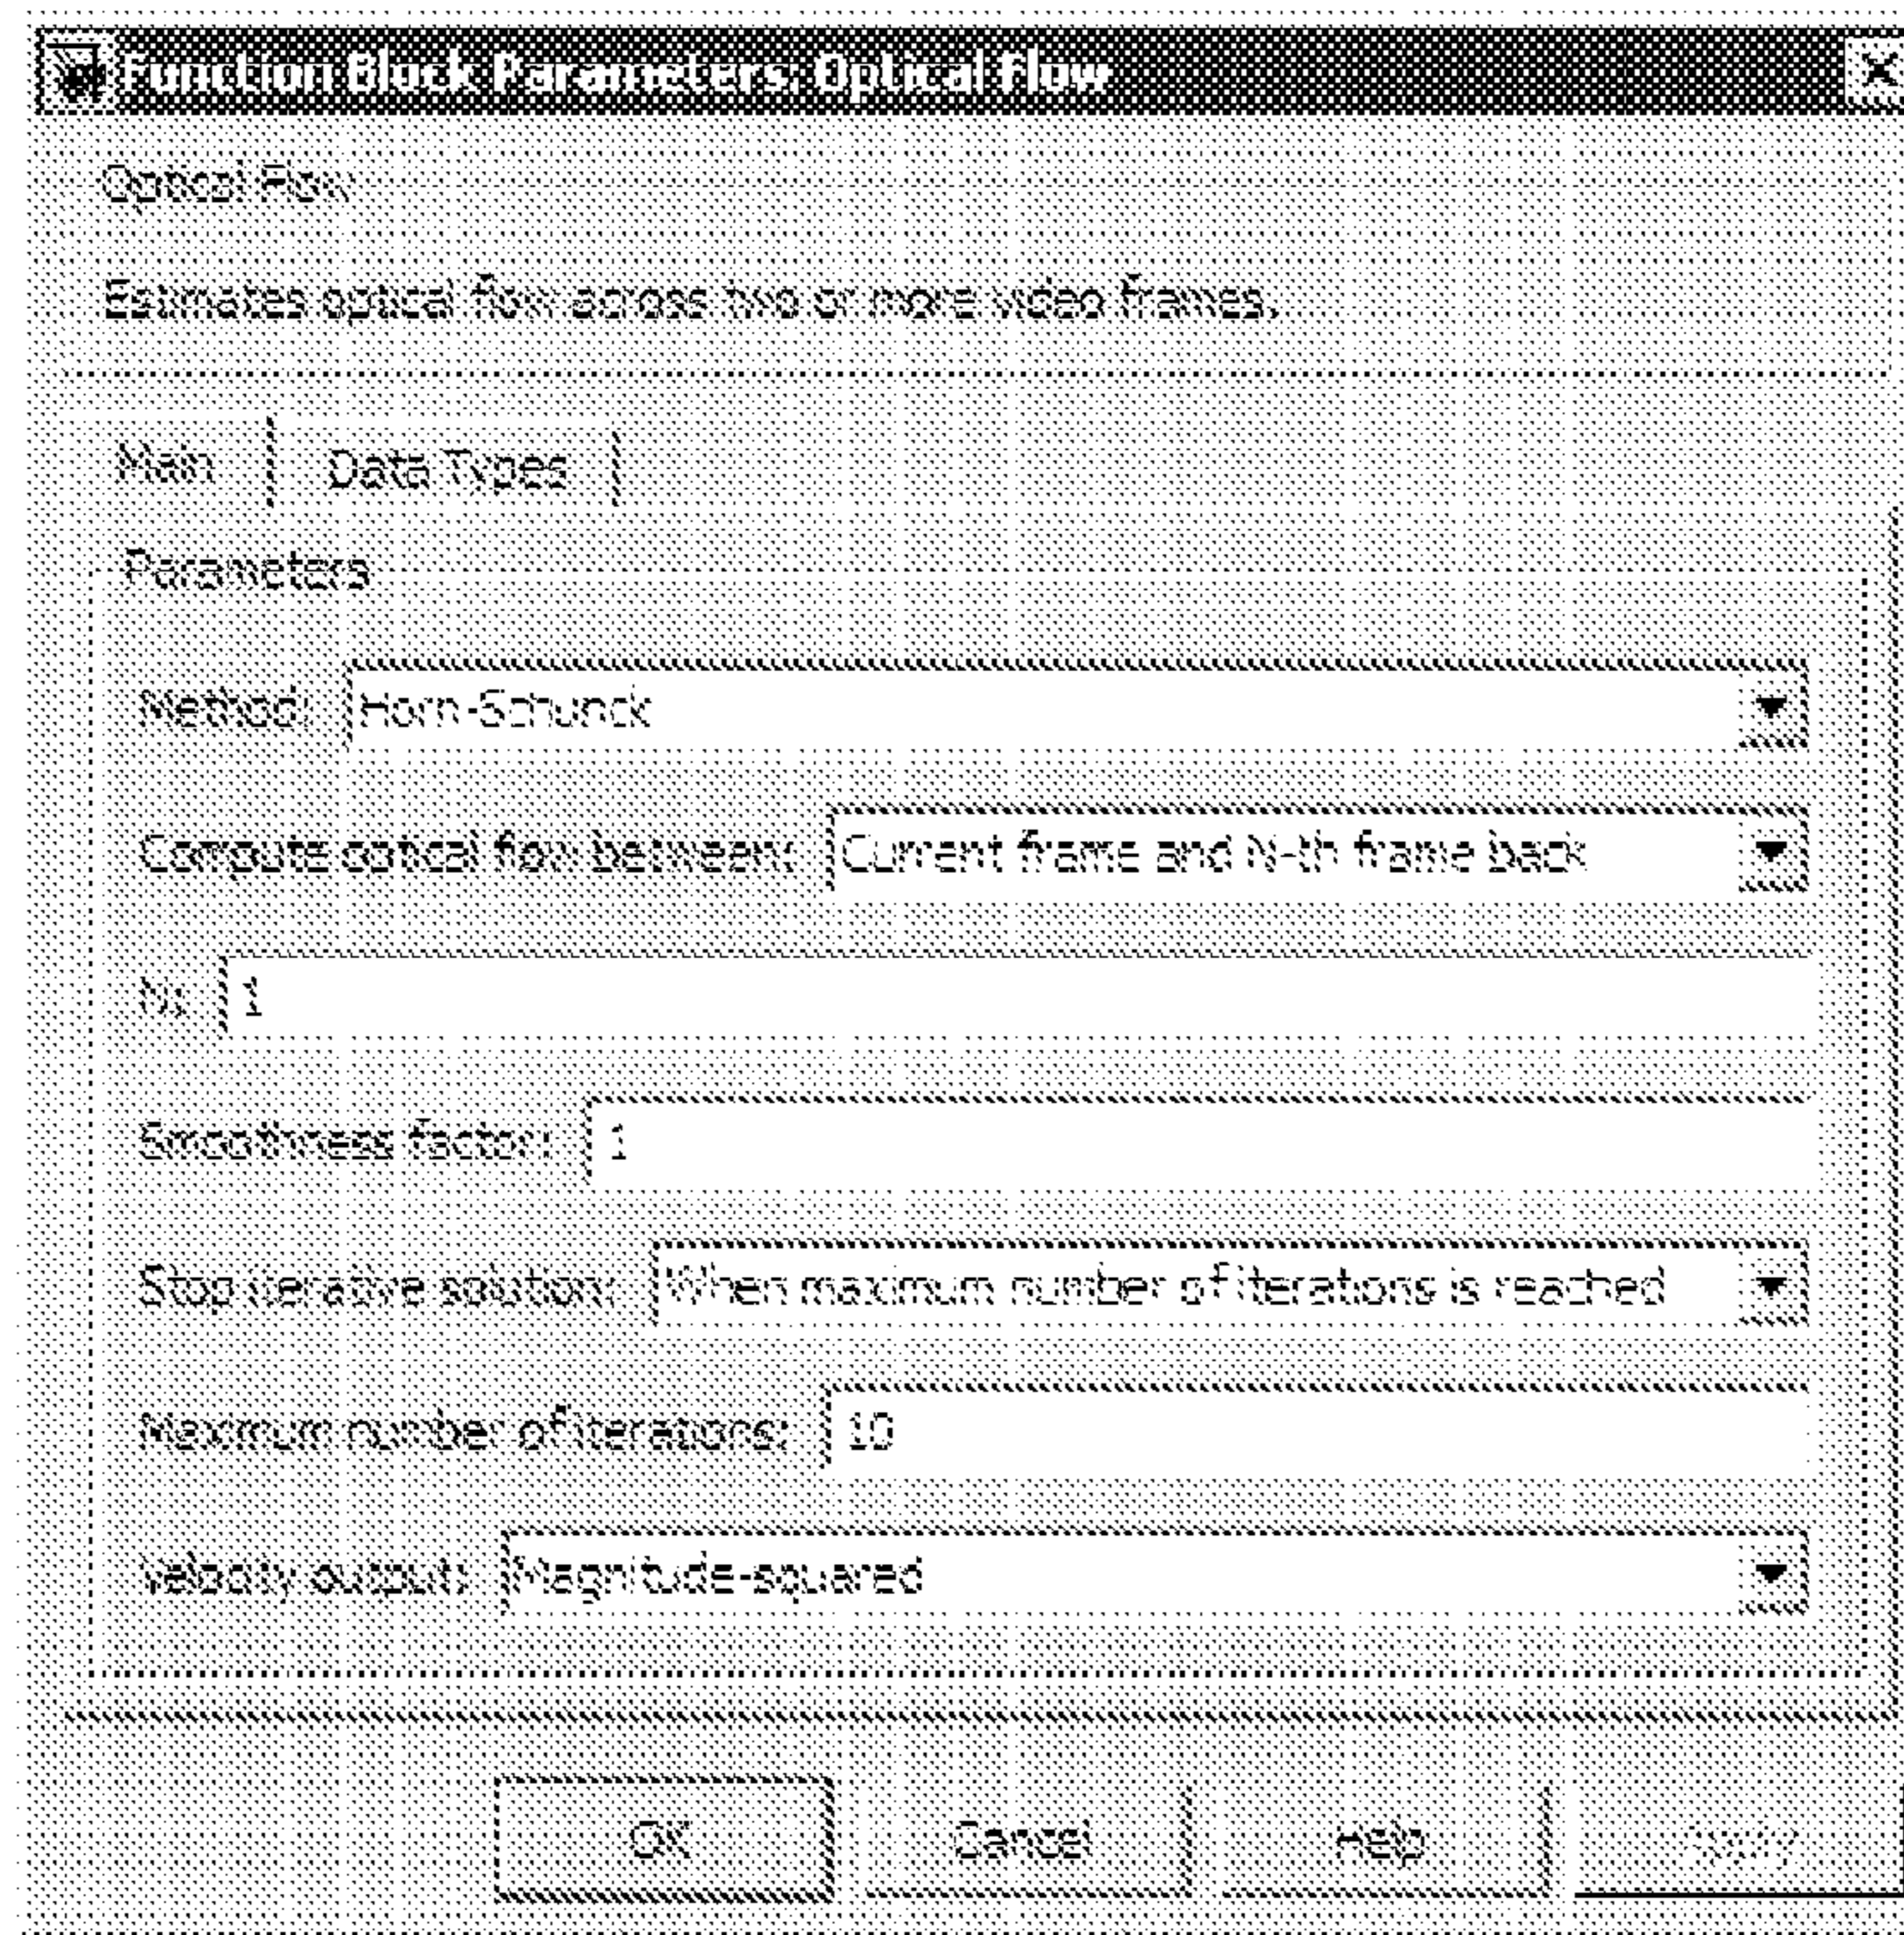 Function Block Parameters: Optical Flow
Optical Flow
Estimates optical flow across two or more video frames.
Main Data Types
Parameters
Method: Horn-Schunck
Compute optical flow between: Current frame and N-th frame back
N: 1
Smoothness factor: 1
Stop iterative solution: When maximum number of iterations is reached
Maximum number of iterations: 10
Velocity output: Magnitude-squared
OK Cancel Help Apply